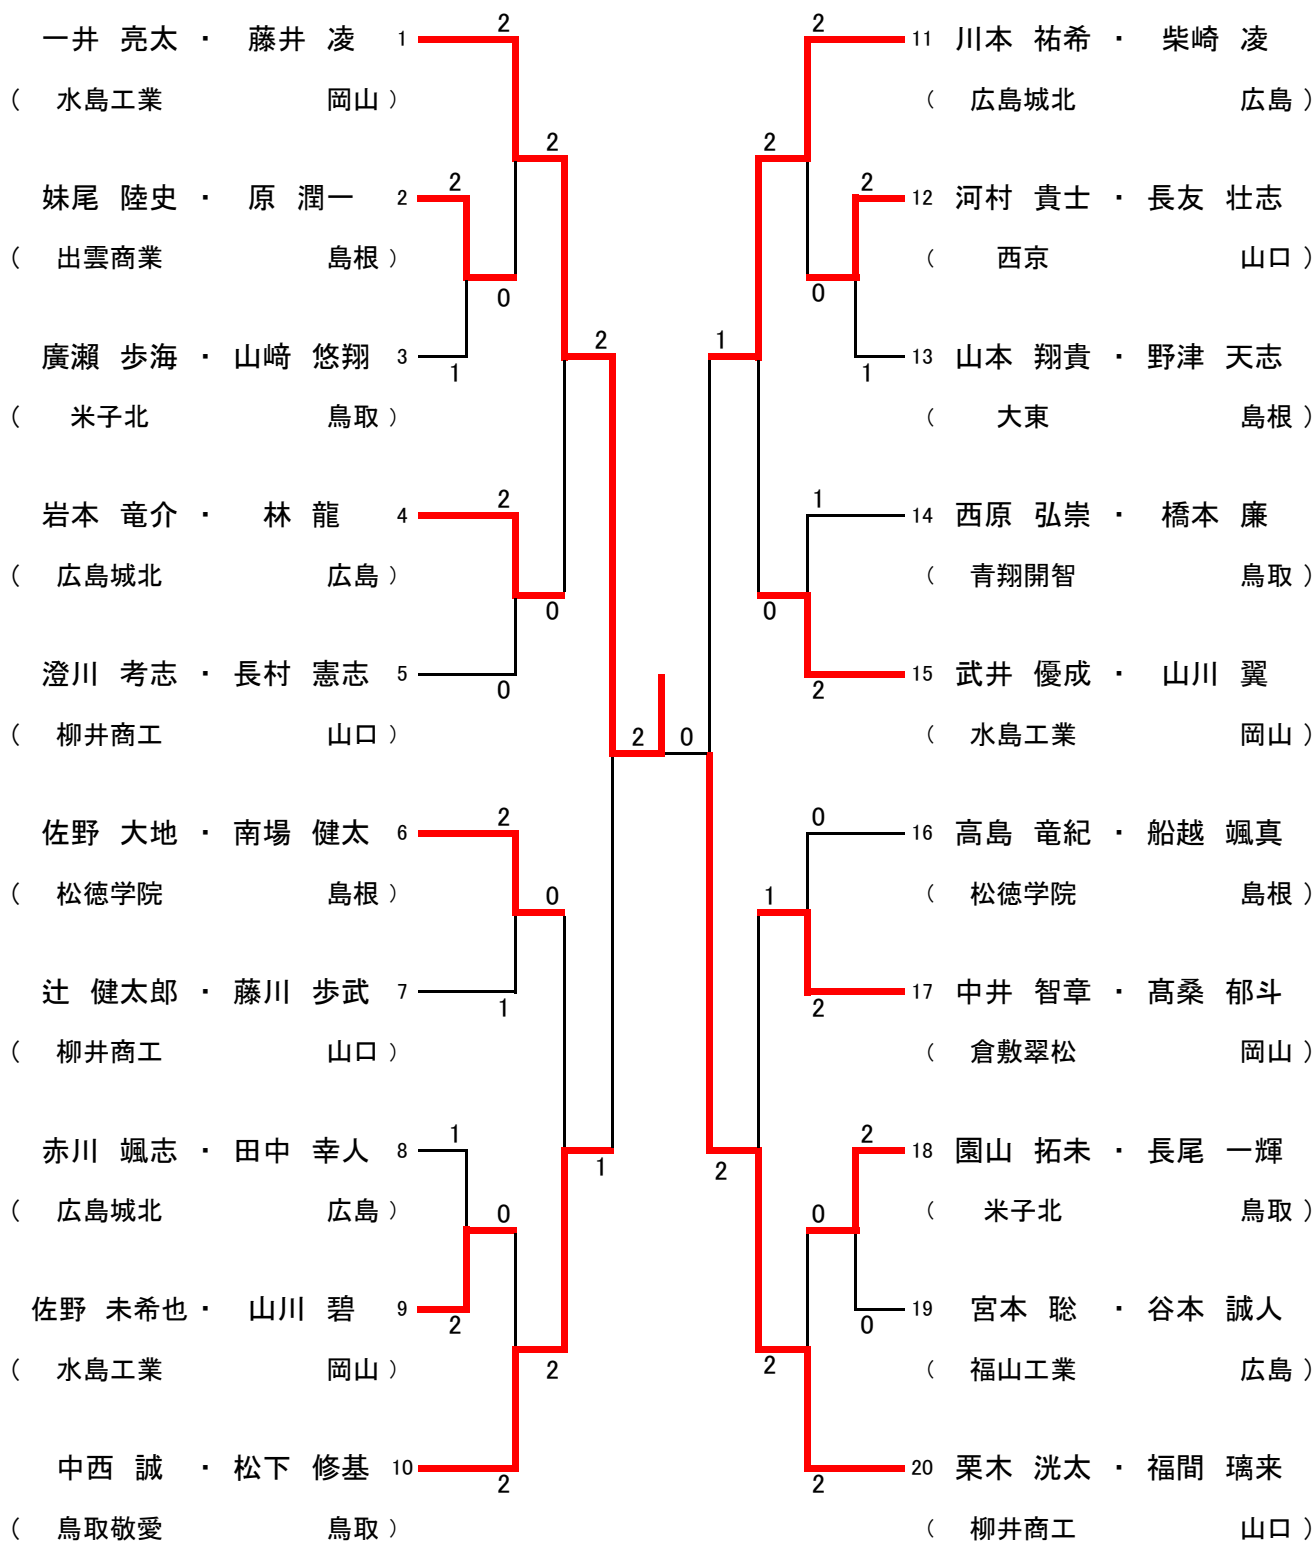 一井 亮太 ・ 藤井 凌 1
( 水島工業 岡山 )
妹尾 陸史 ・ 原 潤一 2
( 出雲商業 島根 )
廣瀬 歩海 ・ 山﨑 悠翔 3
( 米子北 鳥取 )
岩本 竜介 ・ 林 龍 4
( 広島城北 広島 )
澄川 考志 ・ 長村 憲志 5
( 柳井商工 山口 )
佐野 大地 ・ 南場 健太 6
( 松徳学院 島根 )
辻 健太郎 ・ 藤川 歩武 7
( 柳井商工 山口 )
赤川 颯志 ・ 田中 幸人 8
( 広島城北 広島 )
佐野 未希也 ・ 山川 碧 9
( 水島工業 岡山 )
中西 誠 ・ 松下 修基 10
( 鳥取敬愛 鳥取 )
2
2
2
0
1
2
2
0
0
2
0
1
1
0
2
1
2
2
2
0
2
2
2
0
1
1
1
0
2
0
1
2
2
2
0
0
2
2
11 川本 祐希 ・ 柴崎 凌
( 広島城北 広島 )
12 河村 貴士 ・ 長友 壮志
( 西京 山口 )
13 山本 翔貴 ・ 野津 天志
( 大東 島根 )
14 西原 弘崇 ・ 橋本 廉
( 青翔開智 鳥取 )
15 武井 優成 ・ 山川 翼
( 水島工業 岡山 )
16 高島 竜紀 ・ 船越 颯真
( 松徳学院 島根 )
17 中井 智章 ・ 髙桑 郁斗
( 倉敷翠松 岡山 )
18 園山 拓未 ・ 長尾 一輝
( 米子北 鳥取 )
19 宮本 聡 ・ 谷本 誠人
( 福山工業 広島 )
20 栗木 洸太 ・ 福間 璃来
( 柳井商工 山口 )